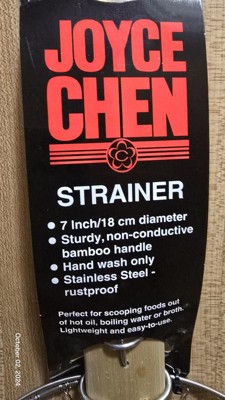 JOYCE
CHEN
STRAINER
● 7 Inch/18 cm diameter
● Sturdy, non-conductive
bamboo handle
● Hand wash only
● Stainless Steel -
rustproof
Perfect for scooping foods out
of hot oil, boiling water or broth.
Lightweight and easy-to-use.
October 02, 2024